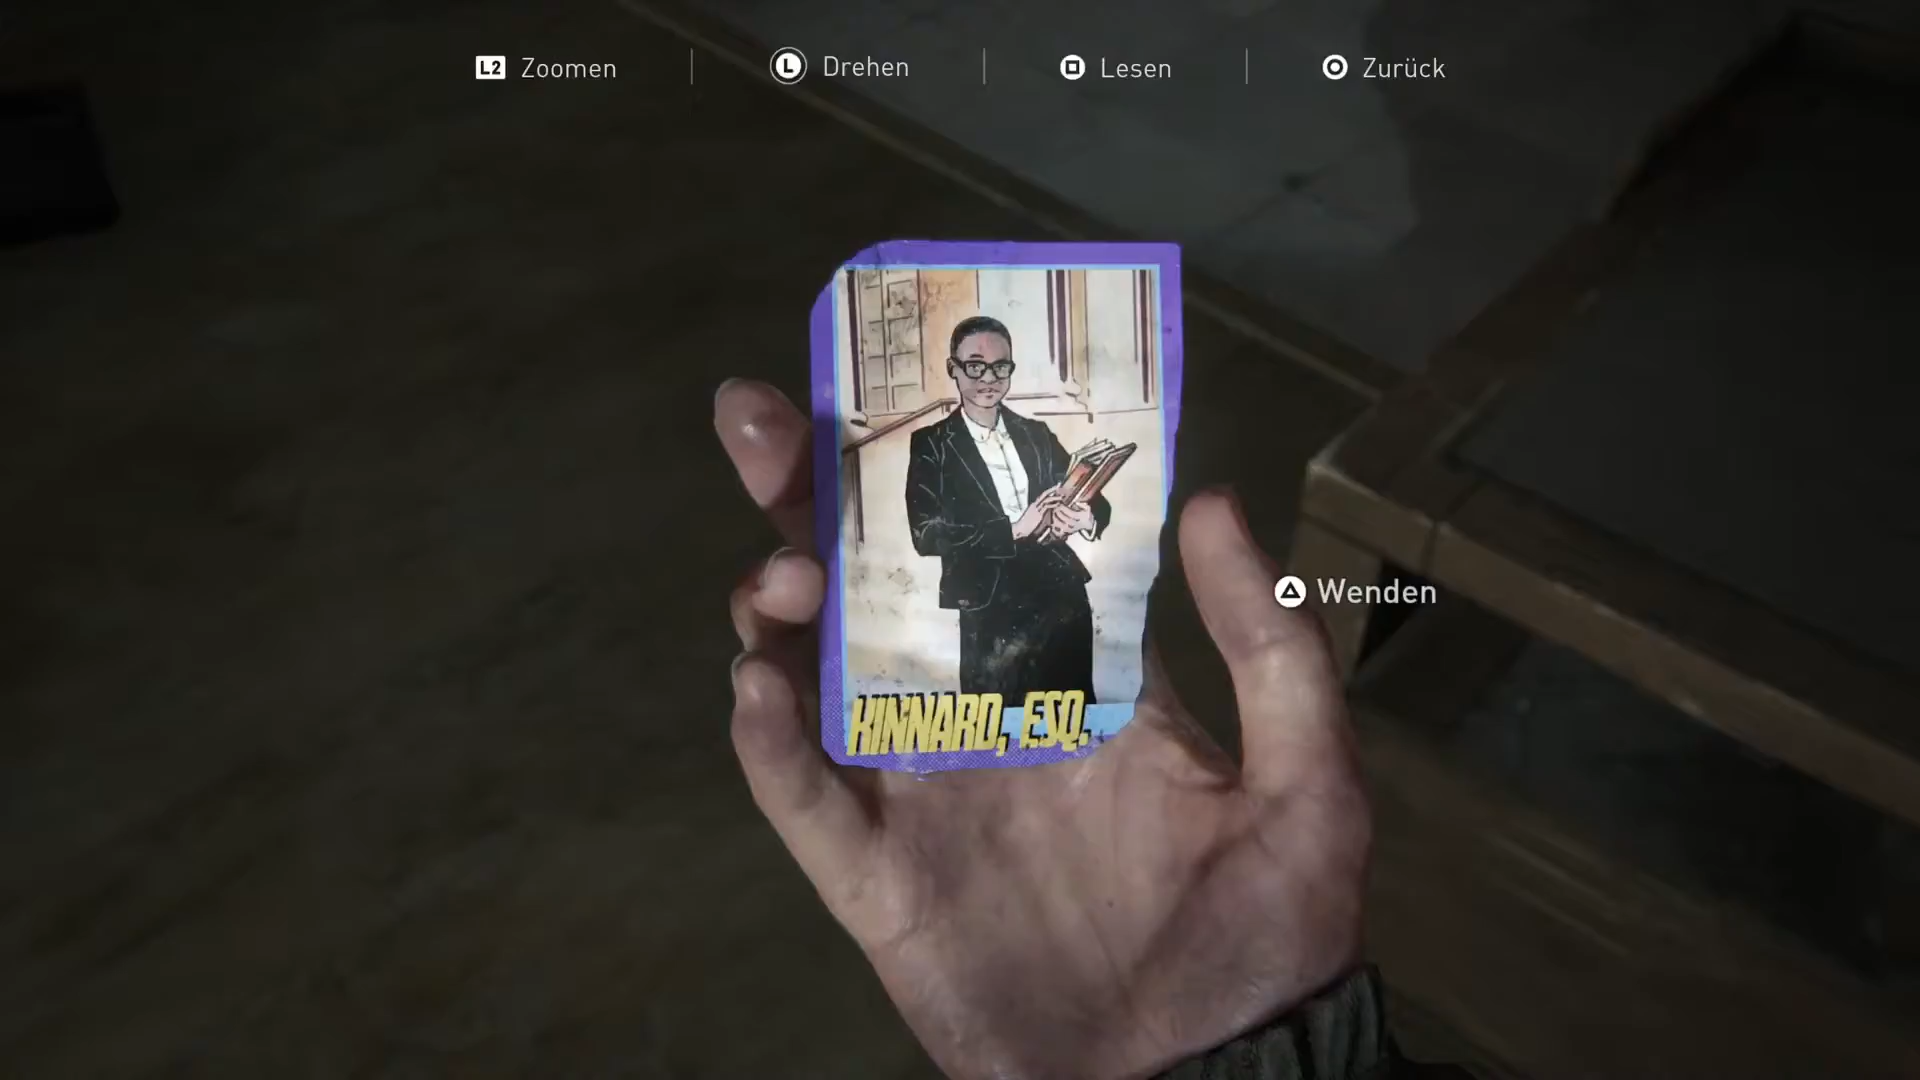 L2 Zoomen
L Drehen
Lesen
Zurück
Wenden
KINNARD, ESQ.